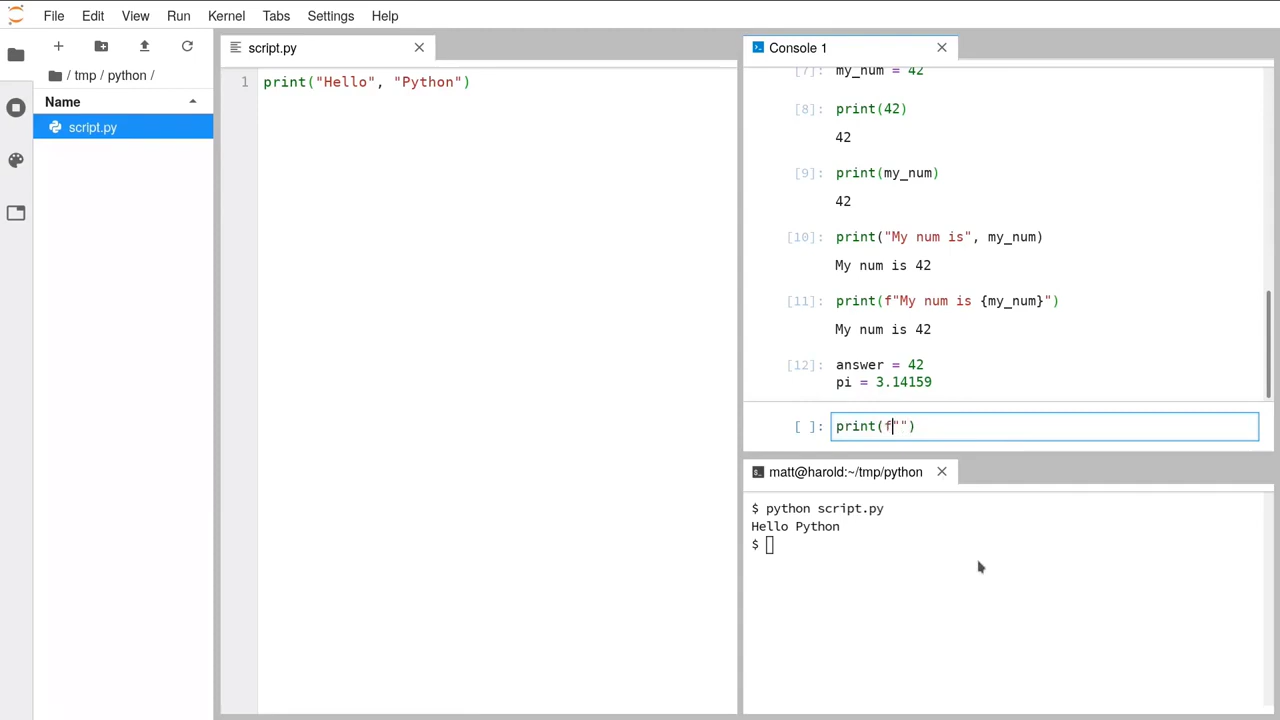 File Edit View Run Kernel Tabs Settings Help
/ tmp / python /
Name
script.py
script.py
1 print("Hello", "Python")
Console 1
[7]: my_num = 42
[8]: print(42)
42
[9]: print(my_num)
42
[10]: print("My num is", my_num)
My num is 42
[11]: print(f"My num is {my_num}")
My num is 42
[12]: answer = 42
pi = 3.14159
[ ]: print(f"")
matt@harold:~/tmp/python
$ python script.py
Hello Python
$